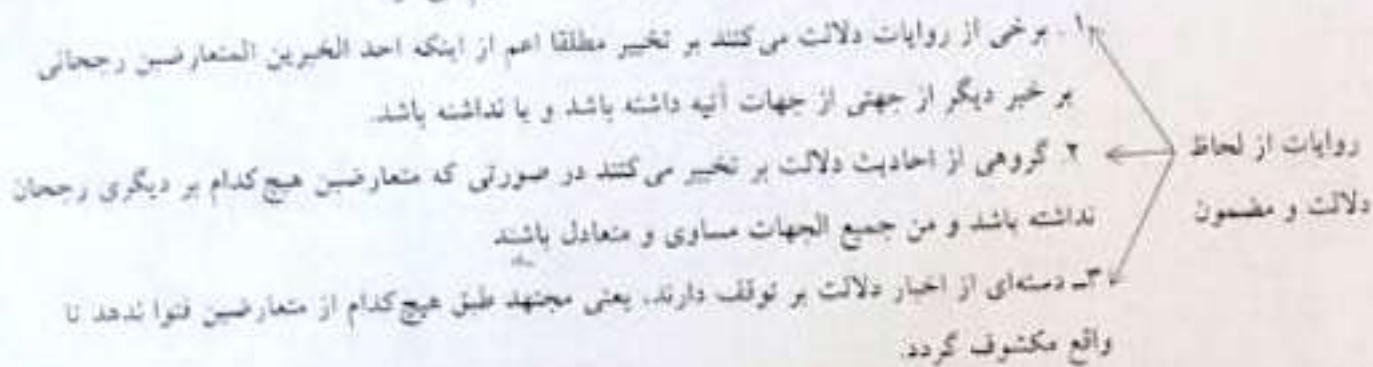 ۱. برخی از روایات دلالت می‌کنند بر تخییر مطلقا اعم از اینکه احد الخبرین المتعارضین رجحانی
بر خبر دیگر از جهتی از جهات آتیه داشته باشد و یا نداشته باشد.
روایات از لحاظ
۲. گروهی از احادیث دلالت بر تخییر می‌کنند در صورتی که متعارضین هیچ‌کدام بر دیگری رجحان
دلالت و مضمون
نداشته باشد و من جمیع الجهات مساوی و متعادل باشند
۳ـ دسته‌ای از اخبار دلالت بر توقف دارند، یعنی مجتهد طبق هیچ‌کدام از متعارضین فتوا ندهد تا
واقع مکشوف گردد.